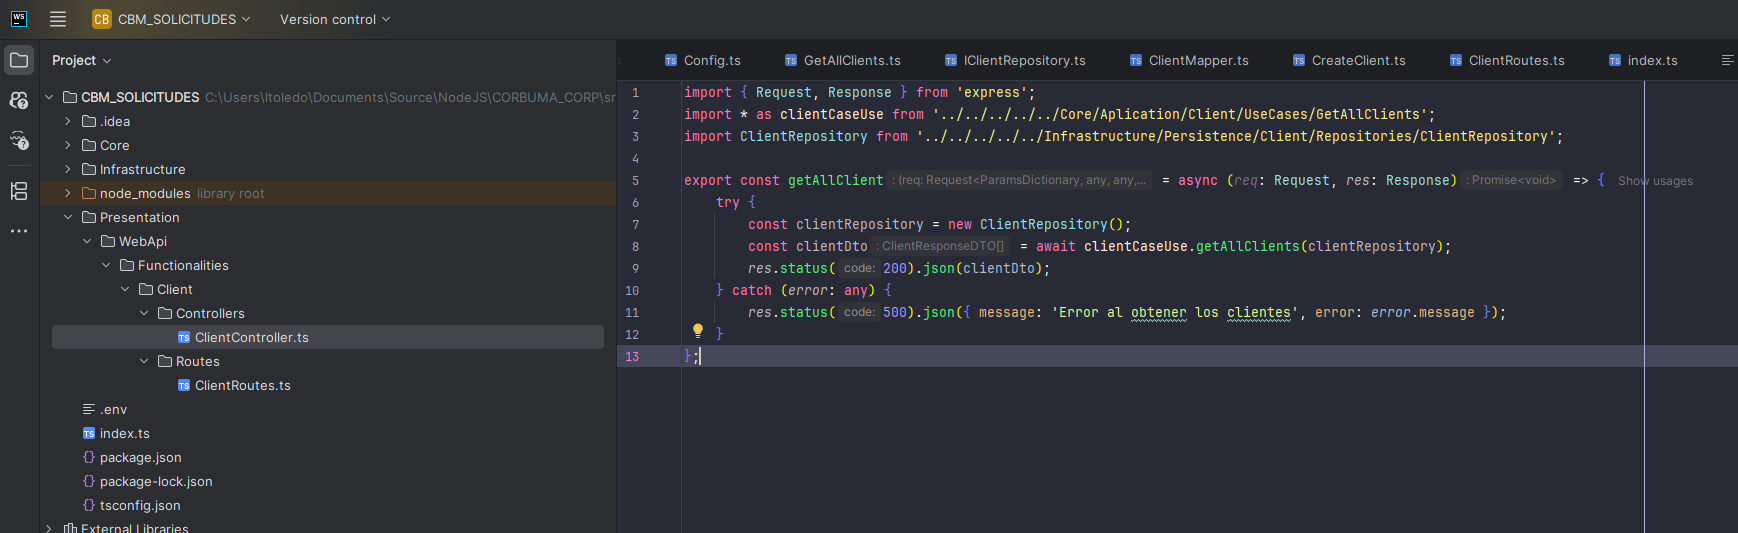 WS
CB CBM_SOLICITUDES Version control
Project
Config.ts GetAllClients.ts IClientRepository.ts ClientMapper.ts CreateClient.ts ClientRoutes.ts index.ts
CBM_SOLICITUDES C:\Users\ltoledo\Documents\Source\NodeJS\CORBUMA_CORP\sr
.idea
Core
Infrastructure
node_modules library root
Presentation
WebApi
Functionalities
Client
Controllers
ClientController.ts
Routes
ClientRoutes.ts
.env
index.ts
package.json
package-lock.json
tsconfig.json
External Libraries
1 import { Request, Response } from 'express';
2 import * as clientCaseUse from '../../../../../Core/Aplication/Client/UseCases/GetAllClients';
3 import ClientRepository from '../../../../../Infrastructure/Persistence/Client/Repositories/ClientRepository';
4
5 export const getAllClient : (req: Request<ParamsDictionary, any, any,... = async (req: Request, res: Response) : Promise<void> => { Show usages
6 try {
7 const clientRepository = new ClientRepository();
8 const clientDto : ClientResponseDTO[] = await clientCaseUse.getAllClients(clientRepository);
9 res.status( code: 200).json(clientDto);
10 } catch (error: any) {
11 res.status( code: 500).json({ message: 'Error al obtener los clientes', error: error.message });
12 }
13 };